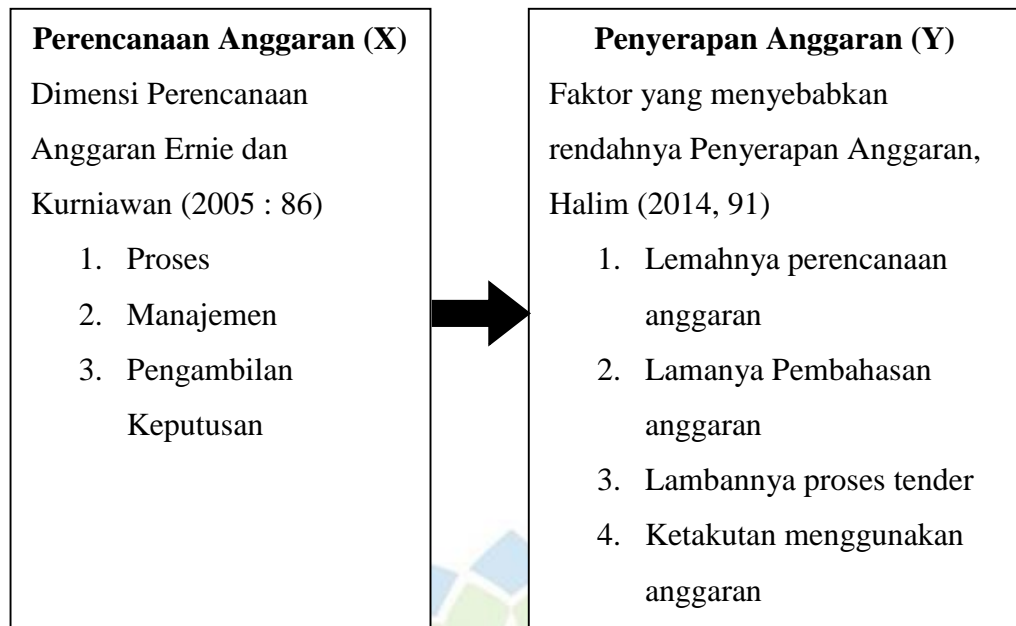 Perencanaan Anggaran (X)
Dimensi Perencanaan
Anggaran Ernie dan
Kurniawan (2005 : 86)
1. Proses
2. Manajemen
3. Pengambilan
Keputusan
Penyerapan Anggaran (Y)
Faktor yang menyebabkan
rendahnya Penyerapan Anggaran,
Halim (2014, 91)
1. Lemahnya perencanaan
anggaran
2. Lamanya Pembahasan
anggaran
3. Lambannya proses tender
4. Ketakutan menggunakan
anggaran